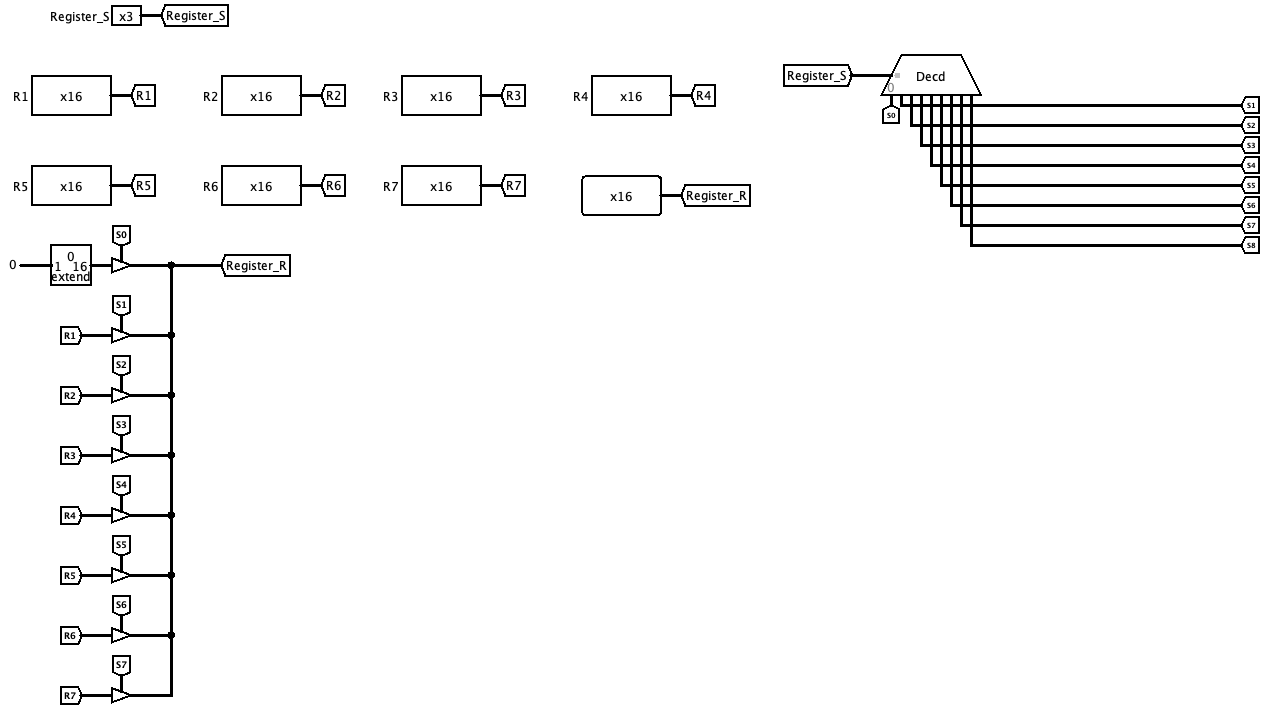 Register_S x3 Register_S
R1 x16 R1 R2 x16 R2 R3 x16 R3 R4 x16 R4
R5 x16 R5 R6 x16 R6 R7 x16 R7 x16 Register_R
Register_S Decd
0
S0
S1
S2
S3
S4
S5
S6
S7
S8
S0
0 0 Register_R
1 16
extend
S1
R1
S2
R2
S3
R3
S4
R4
S5
R5
S6
R6
S7
R7